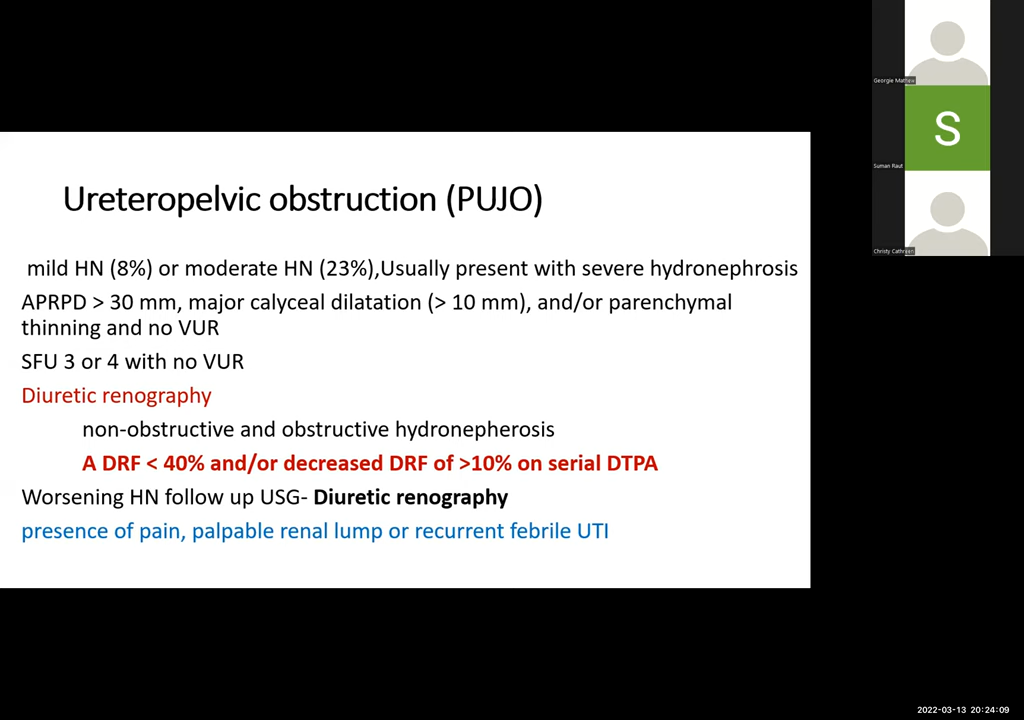 Ureteropelvic obstruction (PUJO)
mild HN (8%) or moderate HN (23%),Usually present with severe hydronephrosis
APRPD > 30 mm, major calyceal dilatation (> 10 mm), and/or parenchymal
thinning and no VUR
SFU 3 or 4 with no VUR
Diuretic renography
non-obstructive and obstructive hydronepherosis
A DRF < 40% and/or decreased DRF of >10% on serial DTPA
Worsening HN follow up USG- Diuretic renography
presence of pain, palpable renal lump or recurrent febrile UTI
Georgie Mathew
S
Suman Raut
Christy Cathreen
2022-03-13 20:24:09